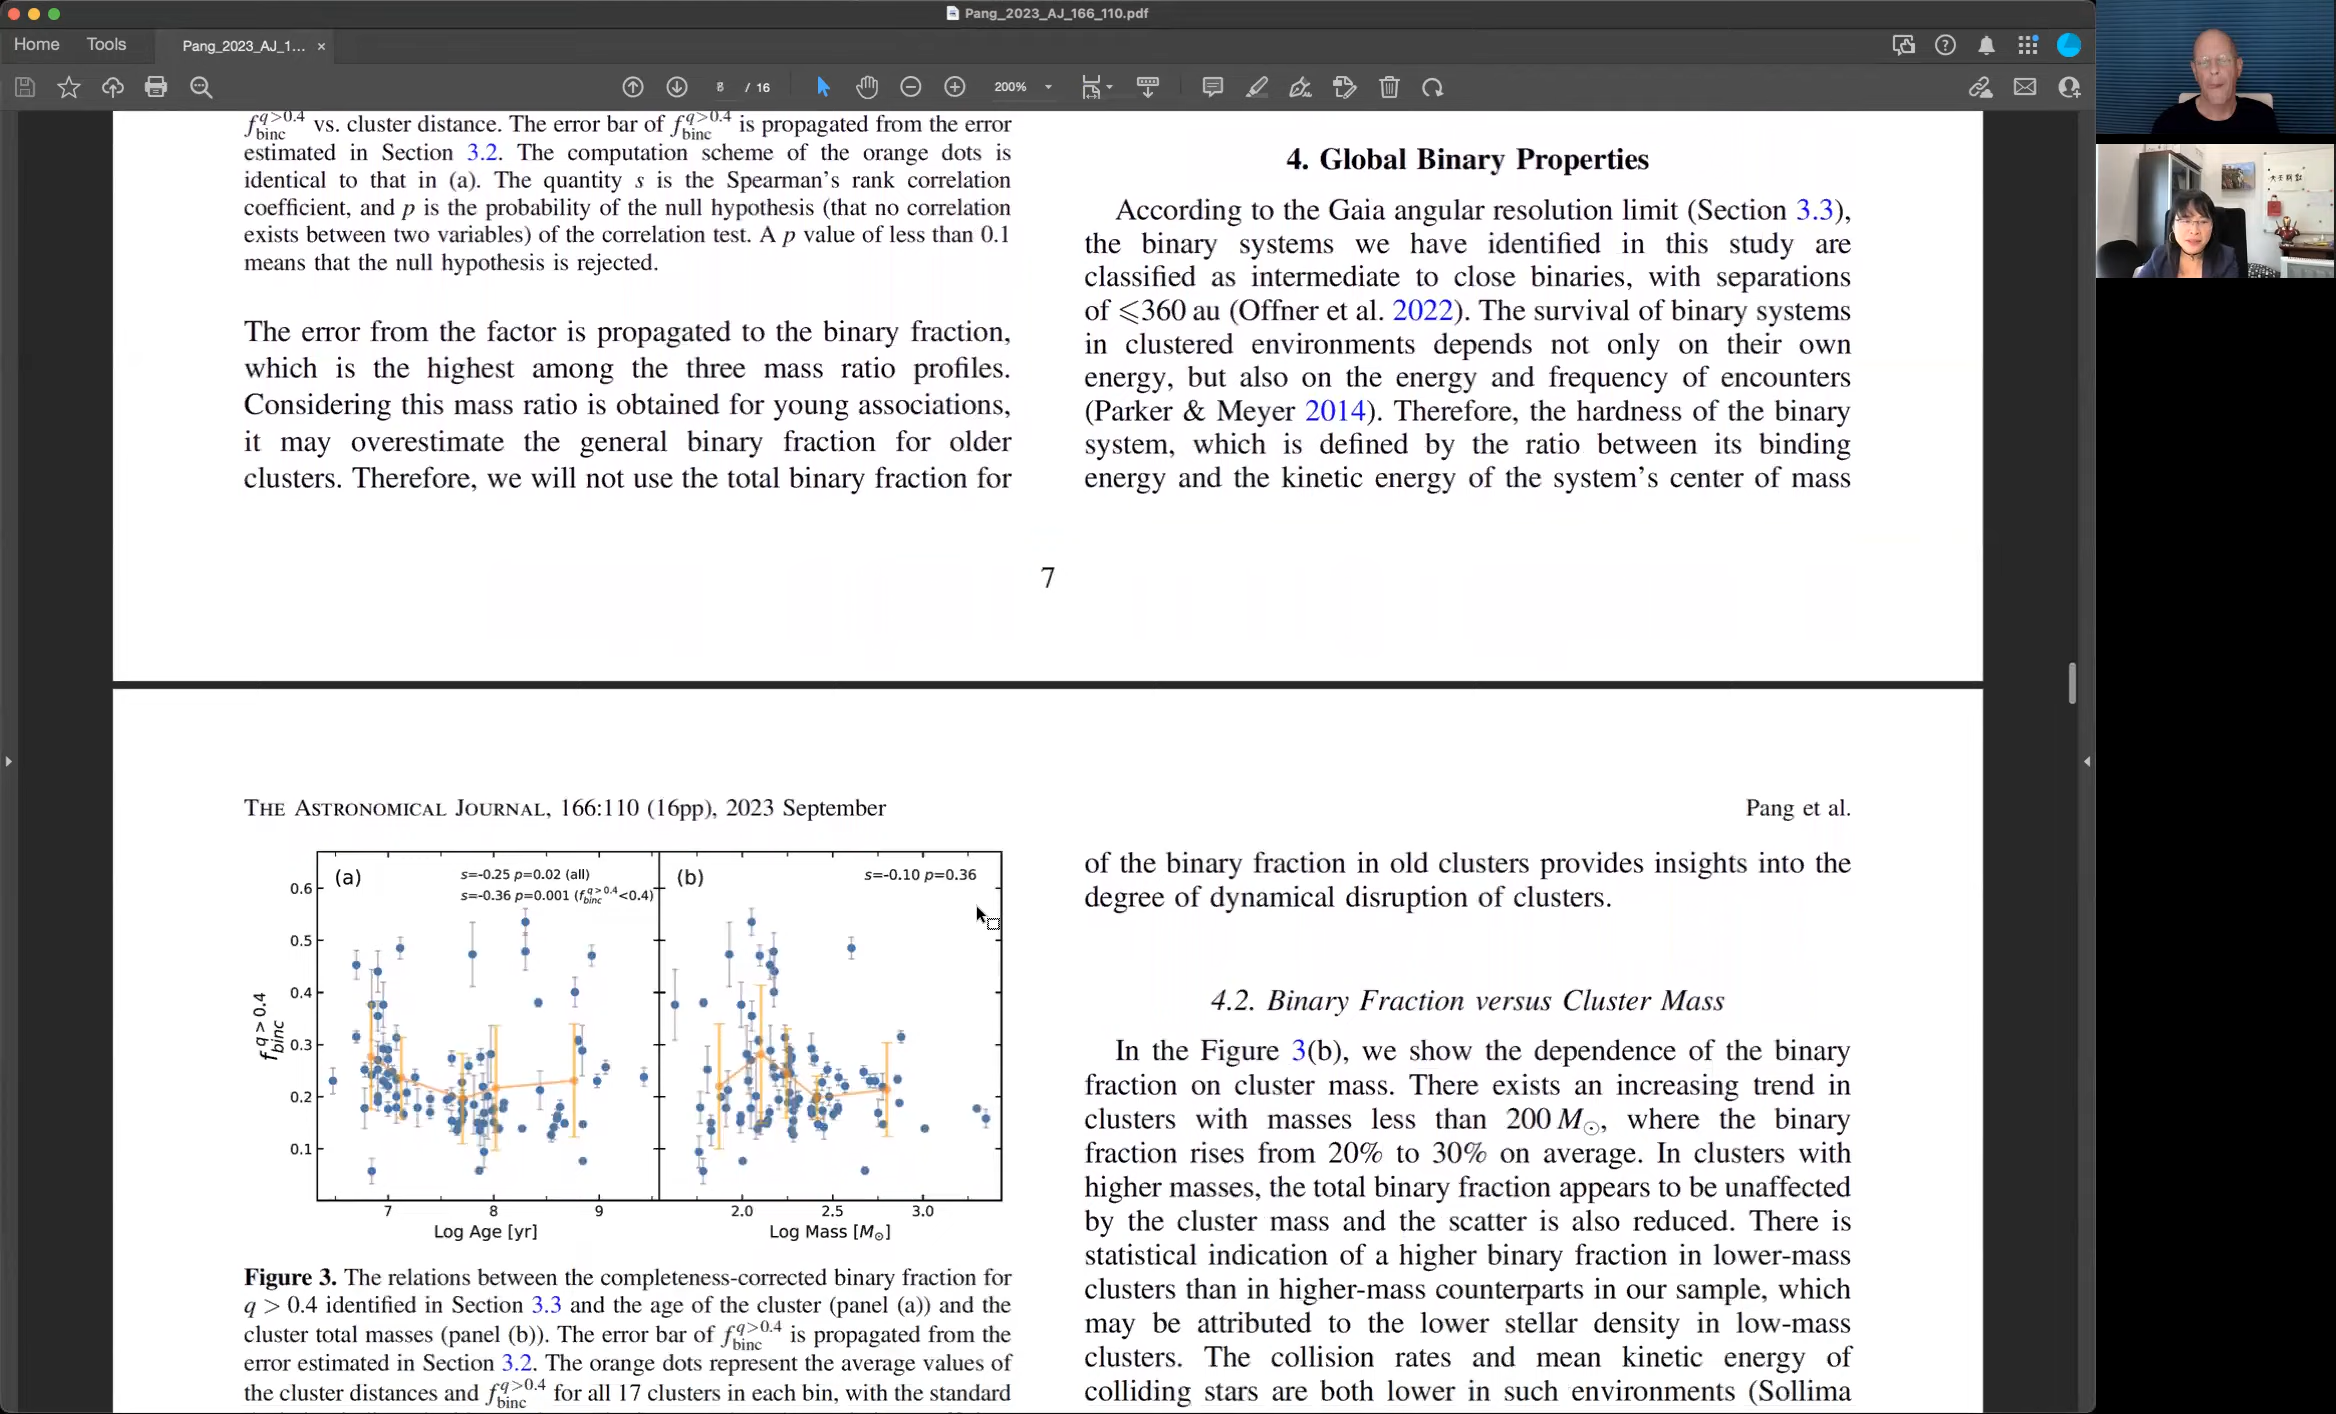 Pang_2023_AJ_166_110.pdf
Home Tools Pang_2023_AJ_1... ×
8 / 16 200%
f_binc^q>0.4 vs. cluster distance. The error bar of f_binc^q>0.4 is propagated from the error
estimated in Section 3.2. The computation scheme of the orange dots is
identical to that in (a). The quantity s is the Spearman's rank correlation
coefficient, and p is the probability of the null hypothesis (that no correlation
exists between two variables) of the correlation test. A p value of less than 0.1
means that the null hypothesis is rejected.
The error from the factor is propagated to the binary fraction,
which is the highest among the three mass ratio profiles.
Considering this mass ratio is obtained for young associations,
it may overestimate the general binary fraction for older
clusters. Therefore, we will not use the total binary fraction for
4. Global Binary Properties
According to the Gaia angular resolution limit (Section 3.3),
the binary systems we have identified in this study are
classified as intermediate to close binaries, with separations
of ⩽360 au (Offner et al. 2022). The survival of binary systems
in clustered environments depends not only on their own
energy, but also on the energy and frequency of encounters
(Parker & Meyer 2014). Therefore, the hardness of the binary
system, which is defined by the ratio between its binding
energy and the kinetic energy of the system's center of mass
7
THE ASTRONOMICAL JOURNAL, 166:110 (16pp), 2023 September
Pang et al.
(a)
s=-0.25 p=0.02 (all)
s=-0.36 p=0.001 (f_binc^q>0.4<0.4)
(b)
s=-0.10 p=0.36
0.6
0.5
0.4
0.3
0.2
0.1
f_binc^q>0.4
7 8 9
2.0 2.5 3.0
Log Age [yr]
Log Mass [M⊙]
Figure 3. The relations between the completeness-corrected binary fraction for
q > 0.4 identified in Section 3.3 and the age of the cluster (panel (a)) and the
cluster total masses (panel (b)). The error bar of f_binc^q>0.4 is propagated from the
error estimated in Section 3.2. The orange dots represent the average values of
the cluster distances and f_binc^q>0.4 for all 17 clusters in each bin, with the standard
of the binary fraction in old clusters provides insights into the
degree of dynamical disruption of clusters.
4.2. Binary Fraction versus Cluster Mass
In the Figure 3(b), we show the dependence of the binary
fraction on cluster mass. There exists an increasing trend in
clusters with masses less than 200 M⊙, where the binary
fraction rises from 20% to 30% on average. In clusters with
higher masses, the total binary fraction appears to be unaffected
by the cluster mass and the scatter is also reduced. There is
statistical indication of a higher binary fraction in lower-mass
clusters than in higher-mass counterparts in our sample, which
may be attributed to the lower stellar density in low-mass
clusters. The collision rates and mean kinetic energy of
colliding stars are both lower in such environments (Sollima